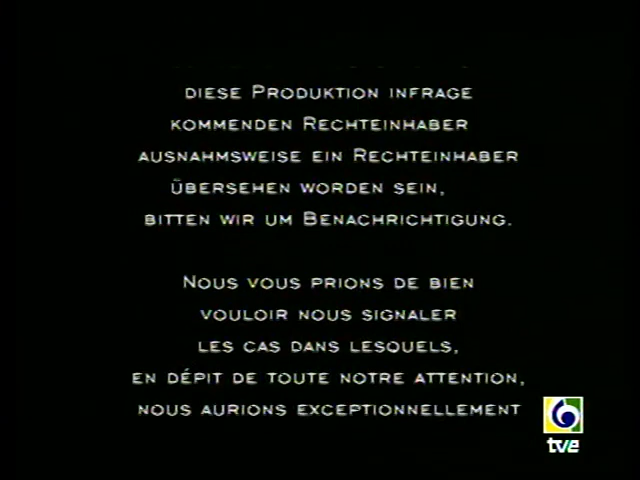 DIESE PRODUKTION INFRAGE
KOMMENDEN RECHTEINHABER
AUSNAHMSWEISE EIN RECHTEINHABER
ÜBERSEHEN WORDEN SEIN,
BITTEN WIR UM BENACHRICHTIGUNG.
NOUS VOUS PRIONS DE BIEN
VOULOIR NOUS SIGNALER
LES CAS DANS LESQUELS,
EN DÉPIT DE TOUTE NOTRE ATTENTION,
NOUS AURIONS EXCEPTIONNELLEMENT
tve